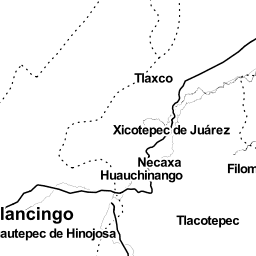 Tlaxco
Xicotepec de Juárez
Necaxa
Filom
Huauchinango
lancingo
Tlacotepec
autepec de Hinojosa